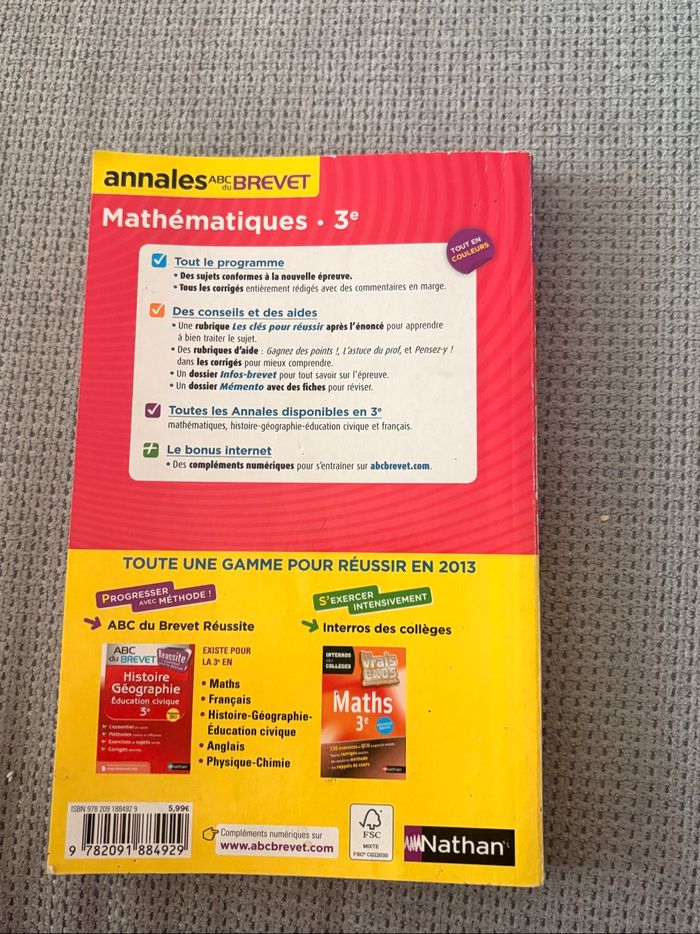 annales ABC du BREVET
Mathématiques • 3e
TOUT EN
COULEURS
Tout le programme
• Des sujets conformes à la nouvelle épreuve.
• Tous les corrigés entièrement rédigés avec des commentaires en marge.
Des conseils et des aides
• Une rubrique Les clés pour réussir après l'énoncé pour apprendre
à bien traiter le sujet.
• Des rubriques d'aide : Gagnez des points !, L'astuce du prof, et Pensez-y !
dans les corrigés pour mieux comprendre.
• Un dossier Infos-brevet pour tout savoir sur l'épreuve.
• Un dossier Mémento avec des fiches pour réviser.
Toutes les Annales disponibles en 3e
mathématiques, histoire-géographie-éducation civique et français.
Le bonus internet
• Des compléments numériques pour s'entraîner sur abcbrevet.com.
TOUTE UNE GAMME POUR RÉUSSIR EN 2013
PROGRESSER
AVEC MÉTHODE !
ABC du Brevet Réussite
ABC
du BREVET
Réussite
Histoire
Géographie
Éducation civique
3e
Nathan
EXISTE POUR
LA 3e EN
• Maths
• Français
• Histoire-Géographie-
Éducation civique
• Anglais
• Physique-Chimie
S'EXERCER
INTENSIVEMENT
Interros des collèges
INTERROS
des
COLLÈGES
Vrais
exos
Maths
3e
Nathan
ISBN 978 209 188492 9
5,99€
9 782091 884929
Compléments numériques sur
www.abcbrevet.com
FSC
MIXTE
FSC® C022030
Nathan